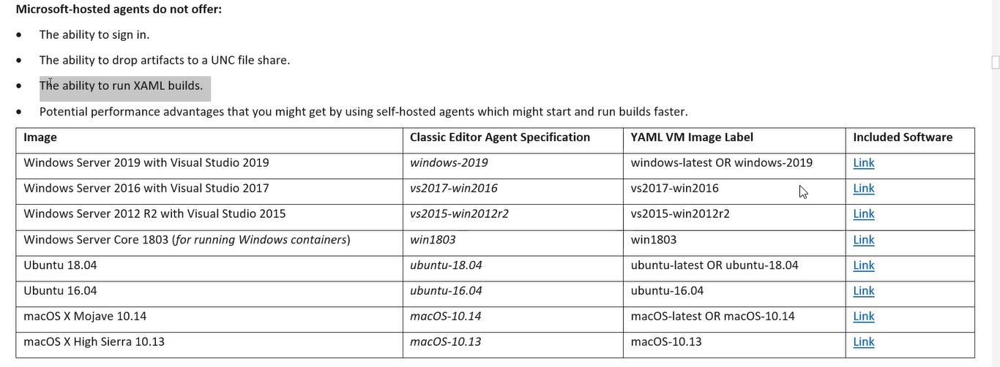 Microsoft-hosted agents do not offer:
• The ability to sign in.
• The ability to drop artifacts to a UNC file share.
• The ability to run XAML builds.
• Potential performance advantages that you might get by using self-hosted agents which might start and run builds faster.
Image Classic Editor Agent Specification YAML VM Image Label Included Software
Windows Server 2019 with Visual Studio 2019 windows-2019 windows-latest OR windows-2019 Link
Windows Server 2016 with Visual Studio 2017 vs2017-win2016 vs2017-win2016 Link
Windows Server 2012 R2 with Visual Studio 2015 vs2015-win2012r2 vs2015-win2012r2 Link
Windows Server Core 1803 (for running Windows containers) win1803 win1803 Link
Ubuntu 18.04 ubuntu-18.04 ubuntu-latest OR ubuntu-18.04 Link
Ubuntu 16.04 ubuntu-16.04 ubuntu-16.04 Link
macOS X Mojave 10.14 macOS-10.14 macOS-latest OR macOS-10.14 Link
macOS X High Sierra 10.13 macOS-10.13 macOS-10.13 Link